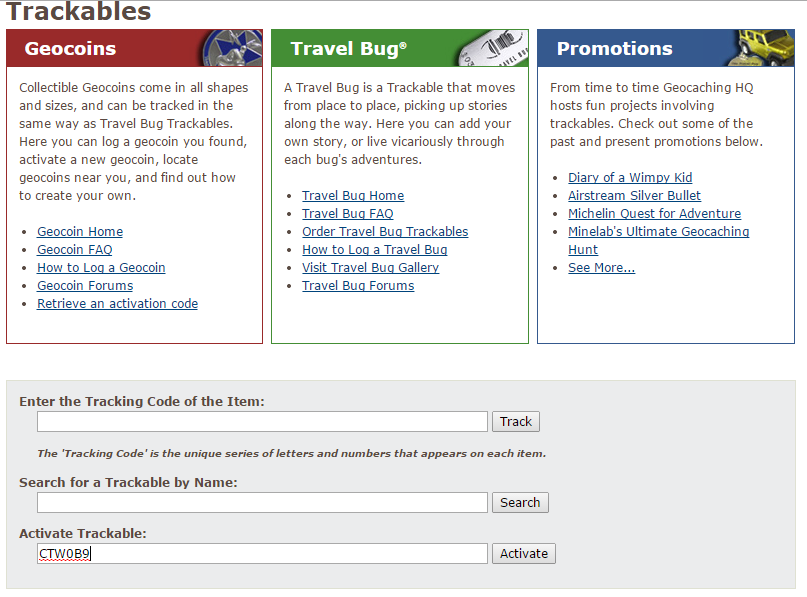 Trackables
Geocoins
Collectible Geocoins come in all shapes
and sizes, and can be tracked in the
same way as Travel Bug Trackables.
Here you can log a geocoin you found,
activate a new geocoin, locate
geocoins near you, and find out how
to create your own.
Geocoin Home
Geocoin FAQ
How to Log a Geocoin
Geocoin Forums
Retrieve an activation code
Travel Bug®
A Travel Bug is a Trackable that moves
from place to place, picking up stories
along the way. Here you can add your
own story, or live vicariously through
each bug's adventures.
Travel Bug Home
Travel Bug FAQ
Order Travel Bug Trackables
How to Log a Travel Bug
Visit Travel Bug Gallery
Travel Bug Forums
Promotions
From time to time Geocaching HQ
hosts fun projects involving
trackables. Check out some of the
past and present promotions below.
Diary of a Wimpy Kid
Airstream Silver Bullet
Michelin Quest for Adventure
Minelab's Ultimate Geocaching
Hunt
See More...
Enter the Tracking Code of the Item:
Track
The 'Tracking Code' is the unique series of letters and numbers that appears on each item.
Search for a Trackable by Name:
Search
Activate Trackable:
CTW0B9
Activate